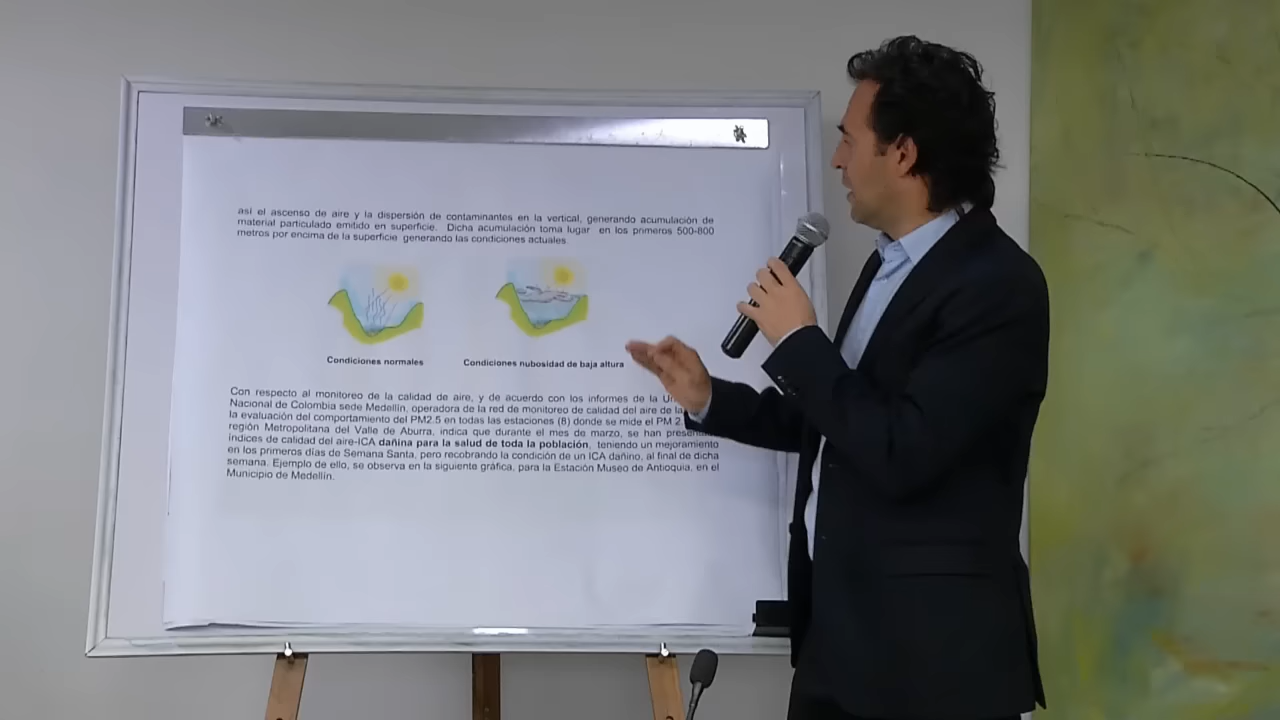 así el ascenso de aire y la dispersión de contaminantes en la vertical, generando acumulación de
material particulado emitido en superficie. Dicha acumulación toma lugar en los primeros 500-800
metros por encima de la superficie generando las condiciones actuales.
Condiciones normales
Condiciones nubosidad de baja altura
Con respecto al monitoreo de la calidad de aire, y de acuerdo con los informes de la
Nacional de Colombia sede Medellín, operadora de la red de monitoreo de calidad del aire de
la evaluación del comportamiento del PM2.5 en todas las estaciones (8) donde se mide el PM
región Metropolitana del Valle de Aburra, indica que durante el mes de marzo, se han
índices de calidad del aire-ICA dañina para la salud de toda la población, teniendo un mejoramiento
en los primeros días de Semana Santa, pero recobrando la condición de un ICA dañino, al final de dicha
semana. Ejemplo de ello, se observa en la siguiente gráfica, para la Estación Museo de Antioquia, en el
Municipio de Medellín.